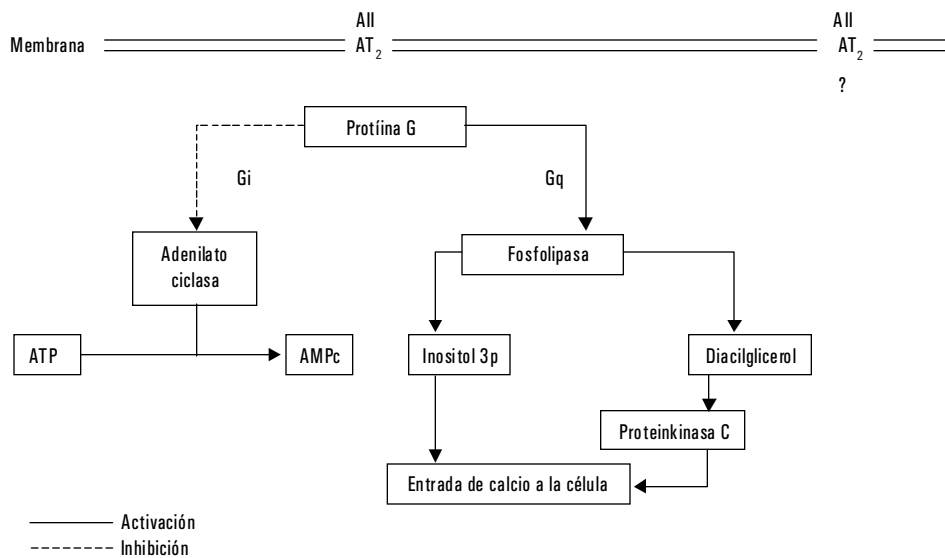 AII
AII
Membrana
AT2
AT2
?
Protíina G
Gi
Gq
Adenilato
ciclasa
Fosfolipasa
ATP
AMPc
Inositol 3p
Diacilglicerol
Proteinkinasa C
Entrada de calcio a la célula
Activación
Inhibición